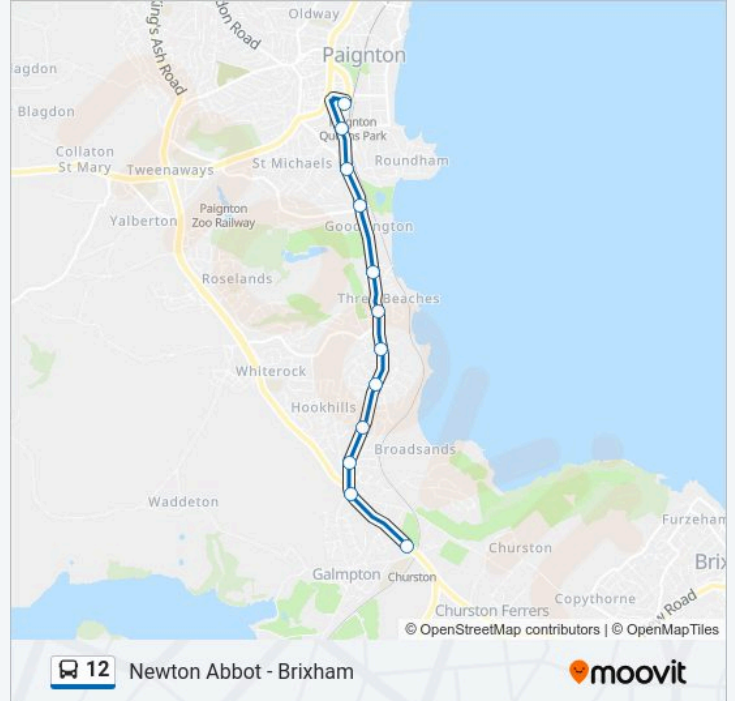 Oldway
King's Ash Road
don Road
Paignton
lagdon
Blagdon
Paignton
Queens Park
Collaton
St Mary
Tweenaways
St Michaels
Roundham
Paignton
Zoo Railway
Yalberton
Goodrington
Roselands
Three Beaches
Whiterock
Hookhills
Broadsands
Waddeton
Furzeham
Churston
Brix
Galmpton
Churston
Copythorne
w Road
Churston Ferrers
© OpenStreetMap contributors | © OpenMapTiles
12 Newton Abbot - Brixham
moovit